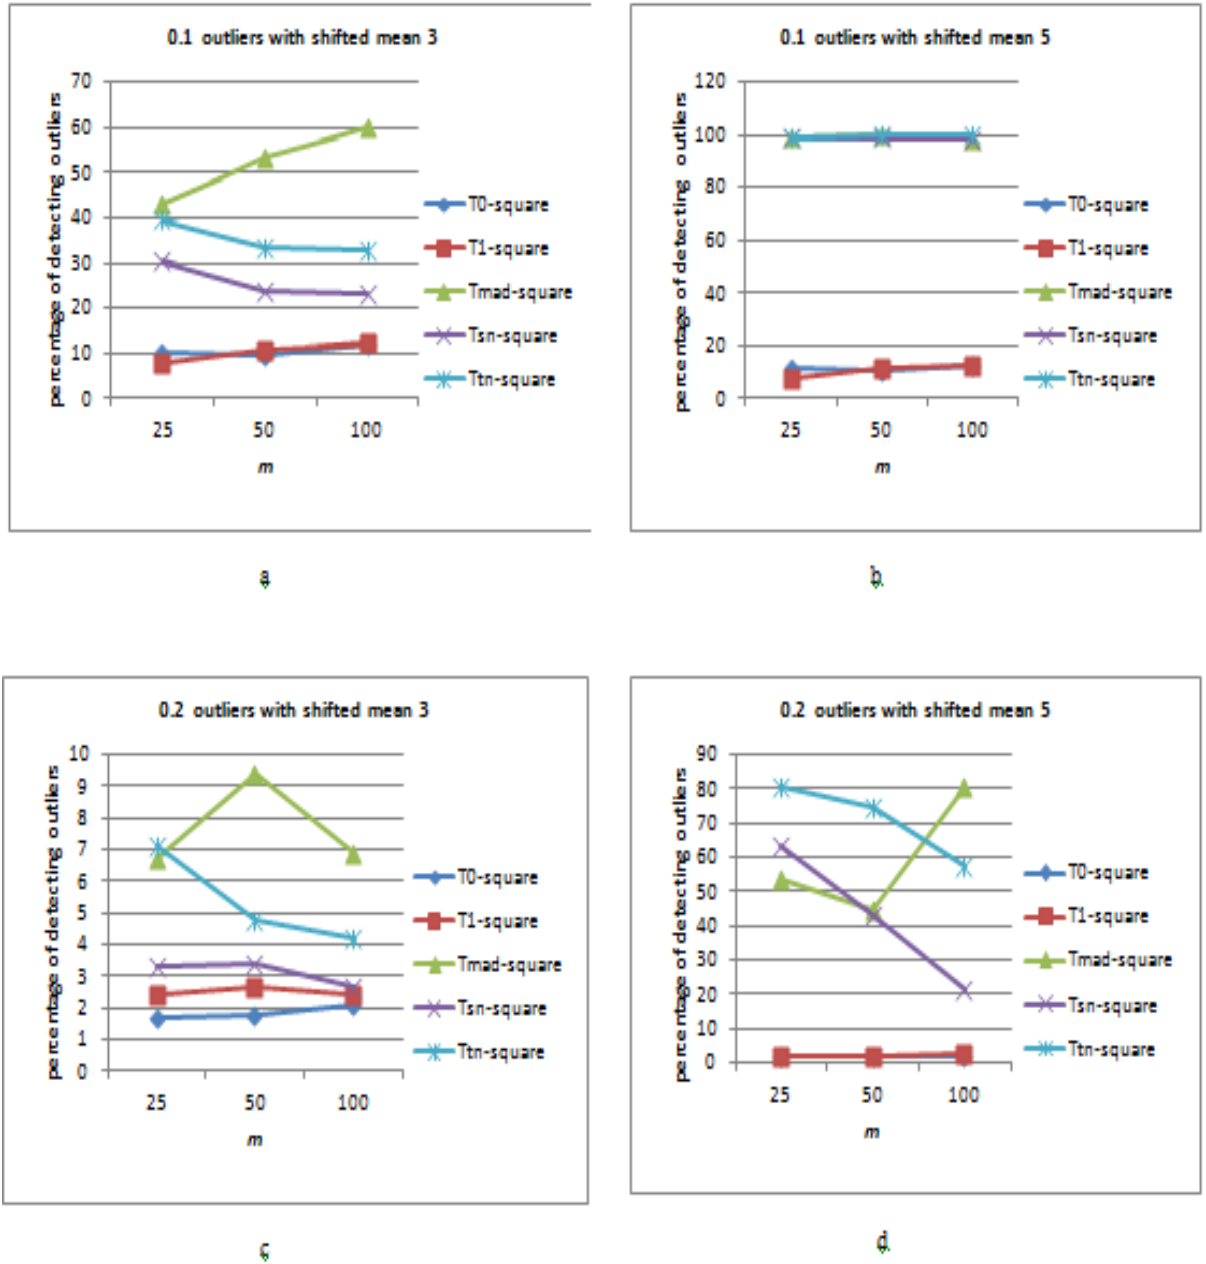 0.1 outliers with shifted mean 3
percentage of detecting outliers
70
60
50
40
30
20
10
0
25 50 100
m
T0-square
T1-square
Tmad-square
Tsn-square
Ttn-square
a
0.1 outliers with shifted mean 5
percentage of detecting outliers
120
100
80
60
40
20
0
25 50 100
m
T0-square
T1-square
Tmad-square
Tsn-square
Ttn-square
b
0.2 outliers with shifted mean 3
percentage of detecting outliers
10
9
8
7
6
5
4
3
2
1
0
25 50 100
m
T0-square
T1-square
Tmad-square
Tsn-square
Ttn-square
c
0.2 outliers with shifted mean 5
percentage of detecting outliers
90
80
70
60
50
40
30
20
10
0
25 50 100
m
T0-square
T1-square
Tmad-square
Tsn-square
Ttn-square
d